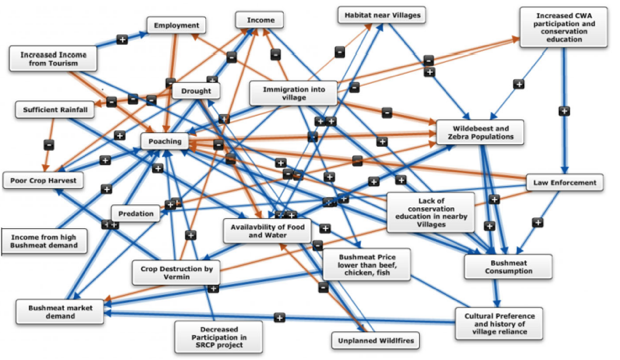 Employment
Income
Habitat near Villages
Increased CWA
participation and
conservation
education
Increased Income
from Tourism
Drought
Immigration into
village
Sufficient Rainfall
Wildebeest and
Zebra Populations
Poaching
Poor Crop Harvest
Law Enforcement
Predation
Lack of
conservation
education in nearby
Villages
Income from high
Bushmeat demand
Availavbility of Food
and Water
Bushmeat Price
lower than beef,
chicken, fish
Bushmeat
Consumption
Crop Destruction by
Vermin
Bushmeat market
demand
Decreased
Participation in
SRCP project
Unplanned Wildlfires
Cultural Preference
and history of
village reliance